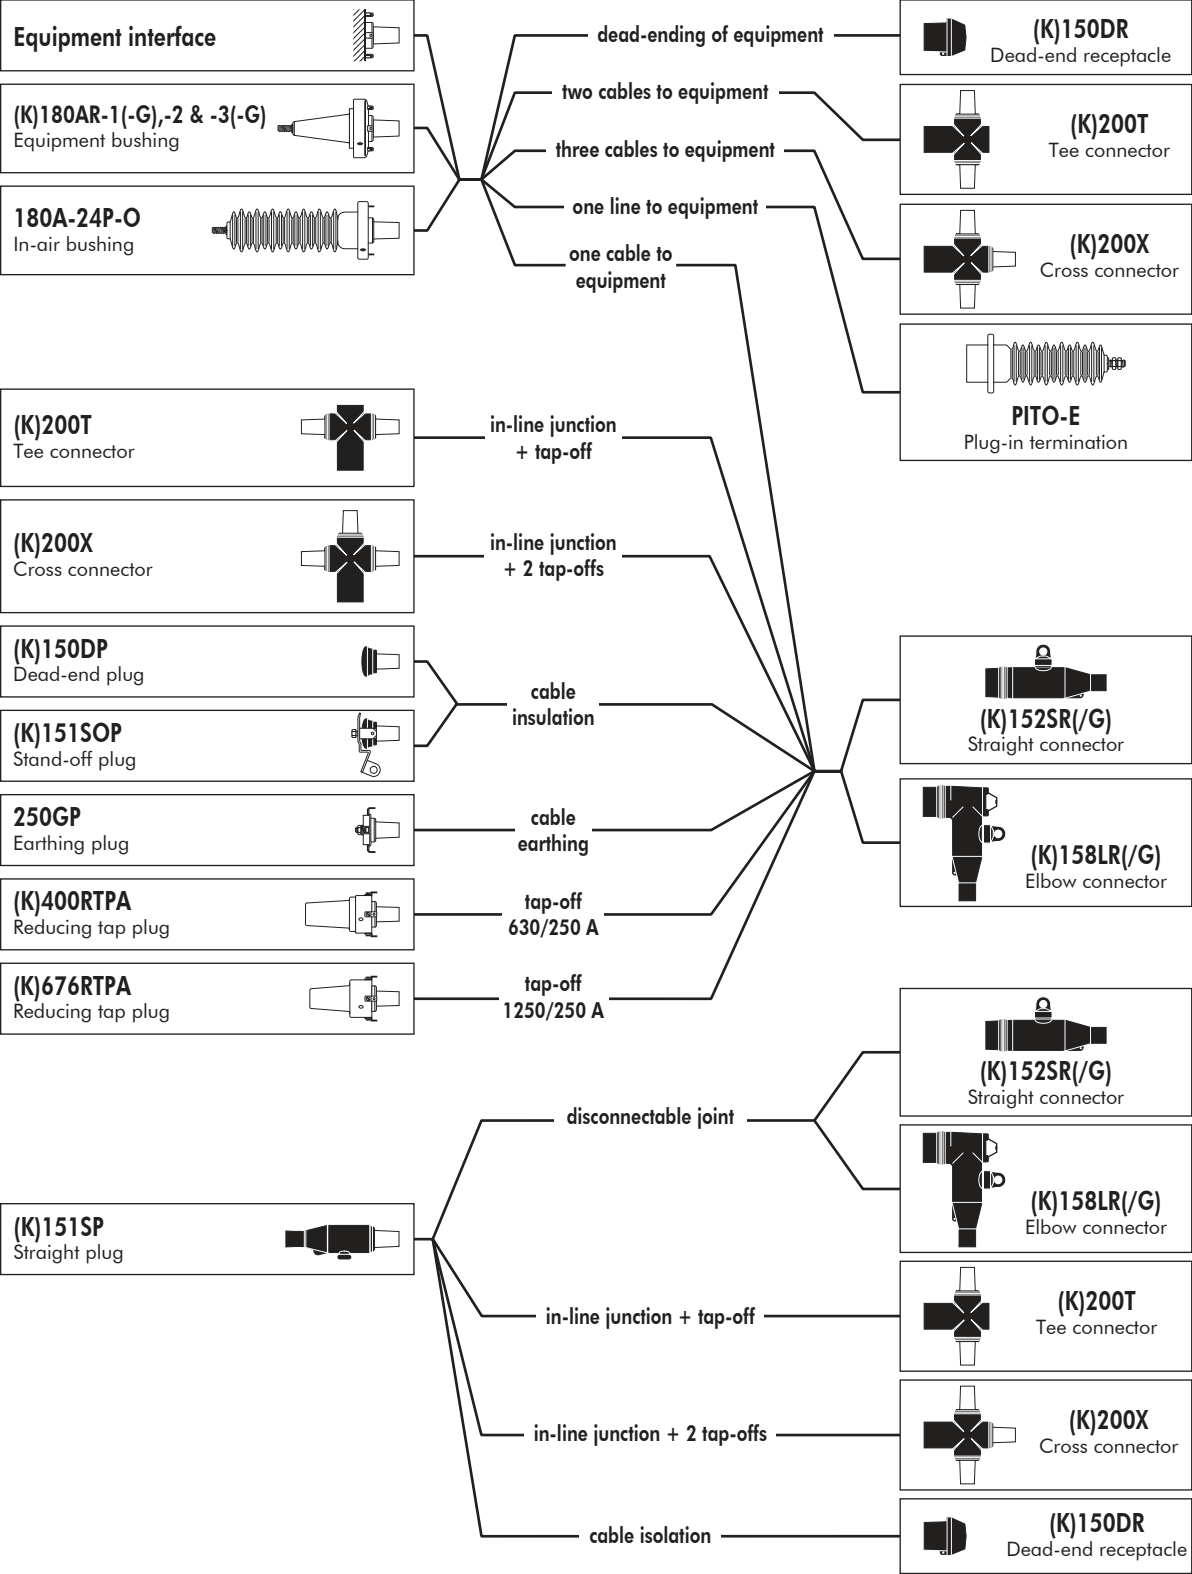 Equipment interface
(K)180AR-1(-G),-2 & -3(-G)
Equipment bushing
180A-24P-O
In-air bushing
dead-ending of equipment
two cables to equipment
three cables to equipment
one line to equipment
one cable to
equipment
(K)150DR
Dead-end receptacle
(K)200T
Tee connector
(K)200X
Cross connector
PITO-E
Plug-in termination
(K)200T
Tee connector
in-line junction
+ tap-off
(K)200X
Cross connector
in-line junction
+ 2 tap-offs
(K)150DP
Dead-end plug
(K)151SOP
Stand-off plug
cable
insulation
250GP
Earthing plug
cable
earthing
(K)400RTPA
Reducing tap plug
tap-off
630/250 A
(K)676RTPA
Reducing tap plug
tap-off
1250/250 A
(K)152SR(/G)
Straight connector
(K)158LR(/G)
Elbow connector
(K)151SP
Straight plug
disconnectable joint
in-line junction + tap-off
in-line junction + 2 tap-offs
cable isolation
(K)152SR(/G)
Straight connector
(K)158LR(/G)
Elbow connector
(K)200T
Tee connector
(K)200X
Cross connector
(K)150DR
Dead-end receptacle